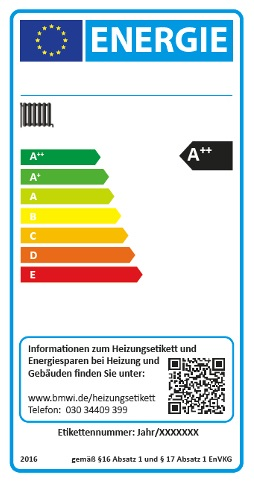 ENERGIE
A++
A++
A+
A
B
C
D
E
Informationen zum Heizungsetikett und
Energiesparen bei Heizung und
Gebäuden finden Sie unter:
www.bmwi.de/heizungsetikett
Telefon: 030 34409 399
Etikettennummer: Jahr/XXXXXXX
2016 gemäß §16 Absatz 1 und § 17 Absatz 1 EnVKG